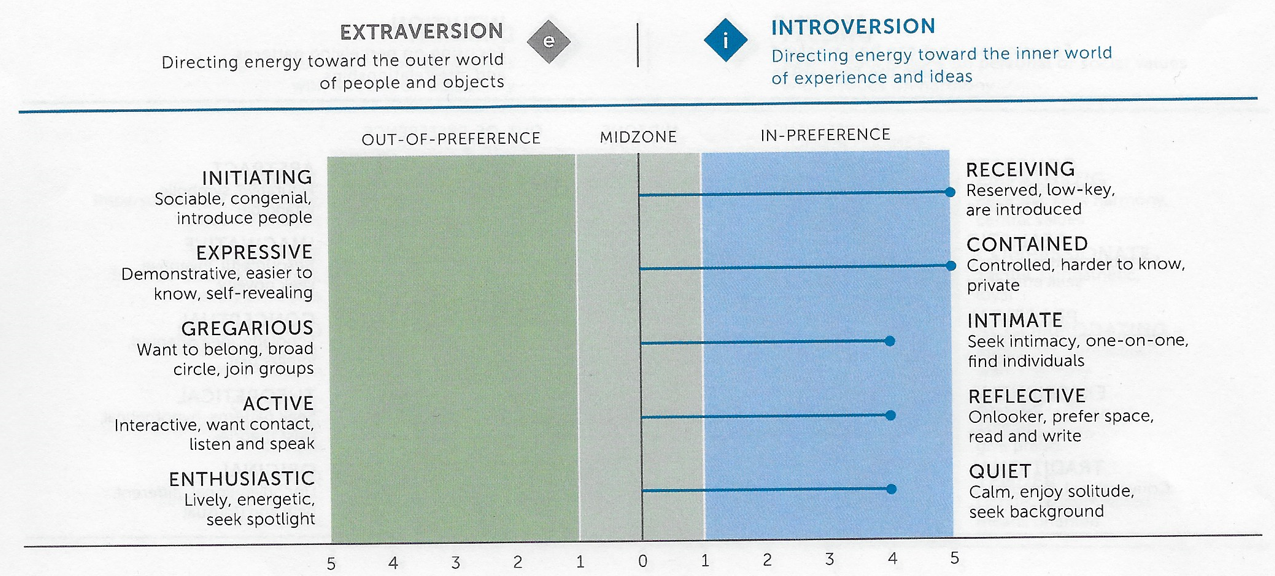 EXTRAVERSION
Directing energy toward the outer world
of people and objects
e
i
INTROVERSION
Directing energy toward the inner world
of experience and ideas
OUT-OF-PREFERENCE
MIDZONE
IN-PREFERENCE
INITIATING
Sociable, congenial,
introduce people
RECEIVING
Reserved, low-key,
are introduced
EXPRESSIVE
Demonstrative, easier to
know, self-revealing
CONTAINED
Controlled, harder to know,
private
GREGARIOUS
Want to belong, broad
circle, join groups
INTIMATE
Seek intimacy, one-on-one,
find individuals
ACTIVE
Interactive, want contact,
listen and speak
REFLECTIVE
Onlooker, prefer space,
read and write
ENTHUSIASTIC
Lively, energetic,
seek spotlight
QUIET
Calm, enjoy solitude,
seek background
5 4 3 2 1 0 1 2 3 4 5